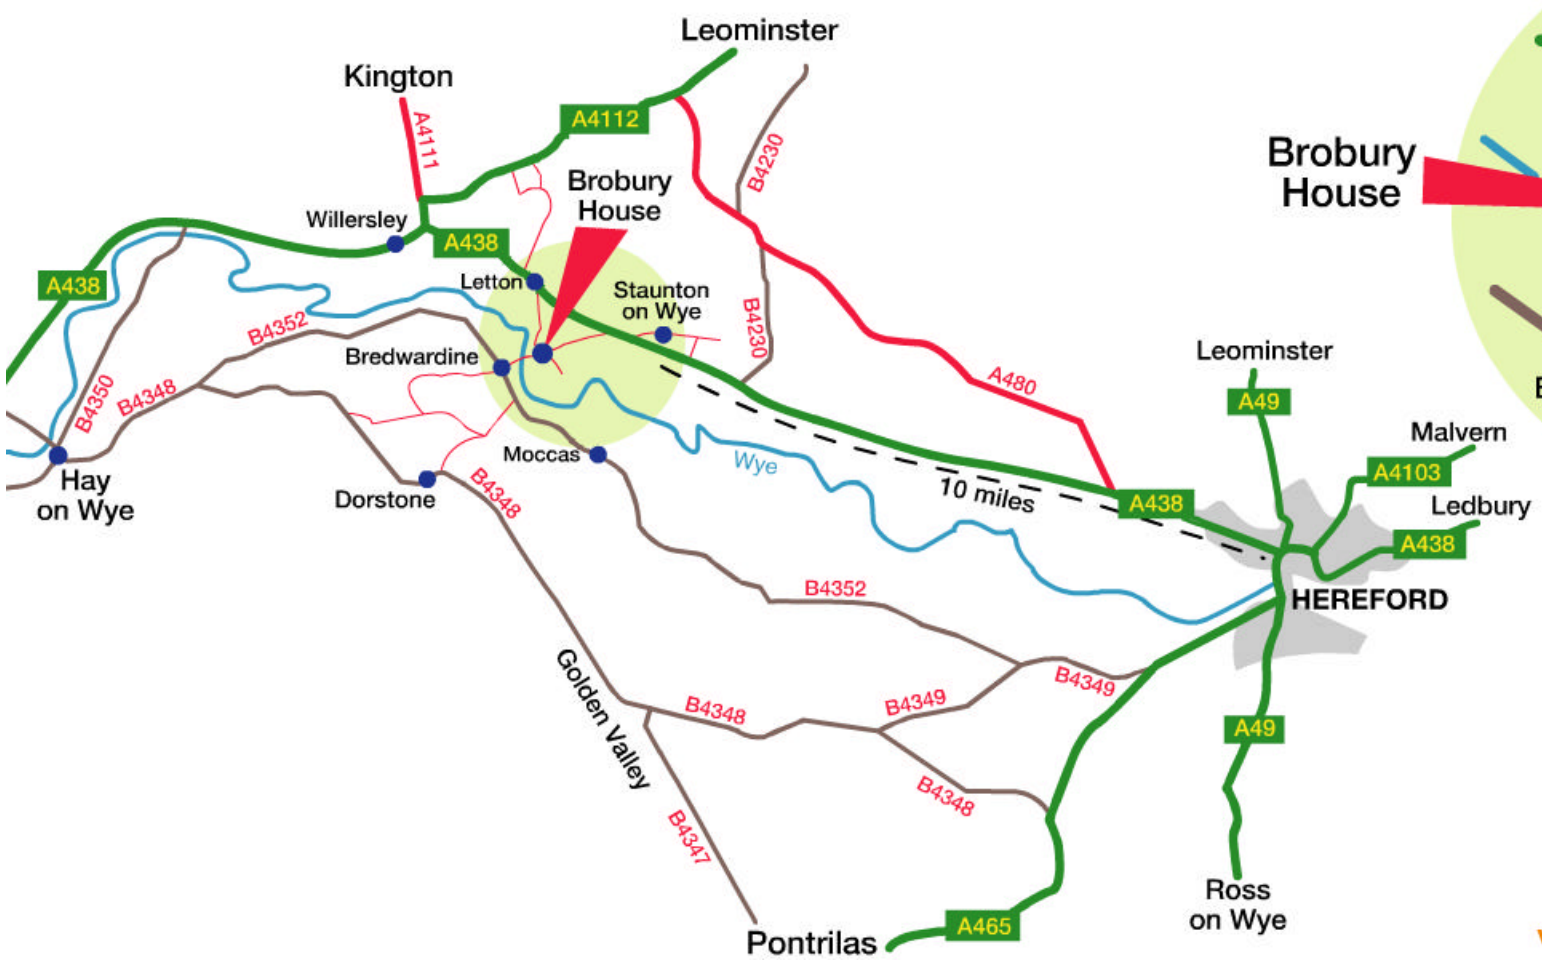 Leominster
Kington
A4112
A4111
B4230
Brobury
House
Brobury
House
Willersley
A438
A438
Letton
Staunton
on Wye
B4230
B4352
Bredwardine
B4350
B4348
A480
Leominster
A49
Malvern
A4103
Ledbury
A438
Moccas
Wye
10 miles
A438
Hay
on Wye
Dorstone
B4348
HEREFORD
B4352
Golden Valley
B4348
B4349
B4349
A49
B4348
B4347
Ross
on Wye
A465
Pontrilas